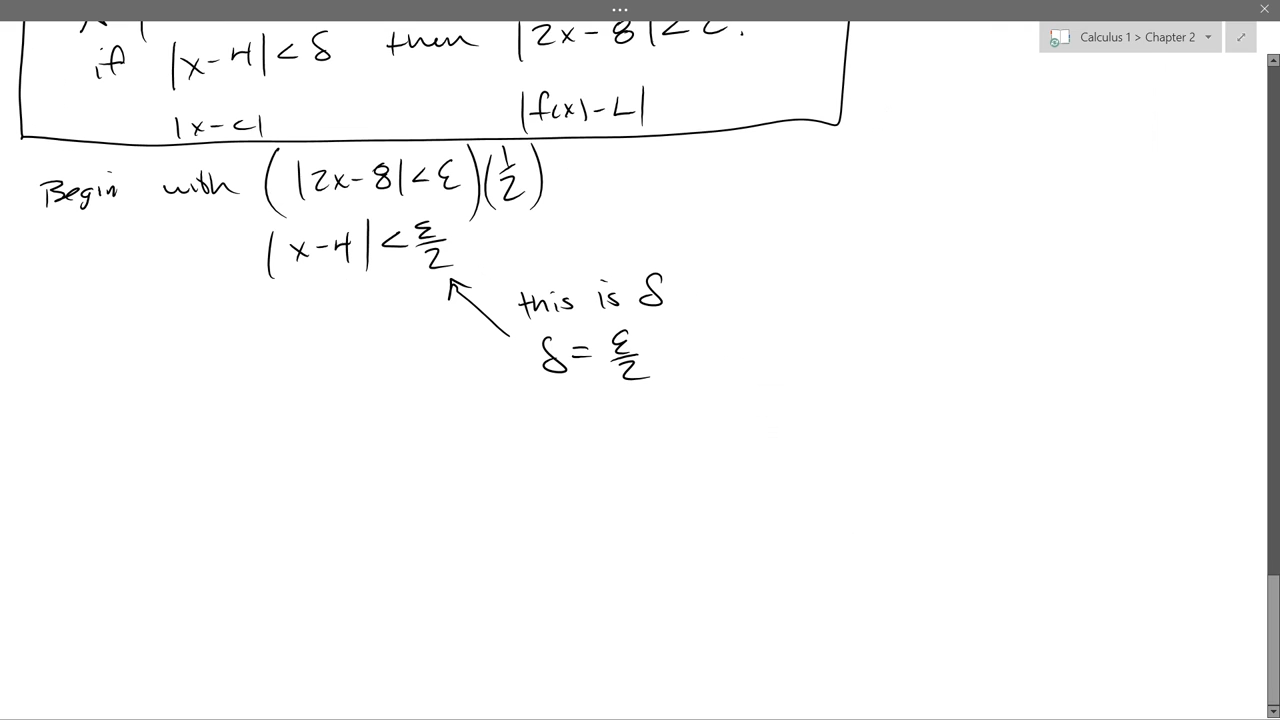 Calculus 1 > Chapter 2
if |x-4| < δ then |2x-8| < ε.
|x-c| |f(x)-L|
Begin with (|2x-8| < ε)(1/2)
|x-4| < ε/2
this is δ
δ = ε/2